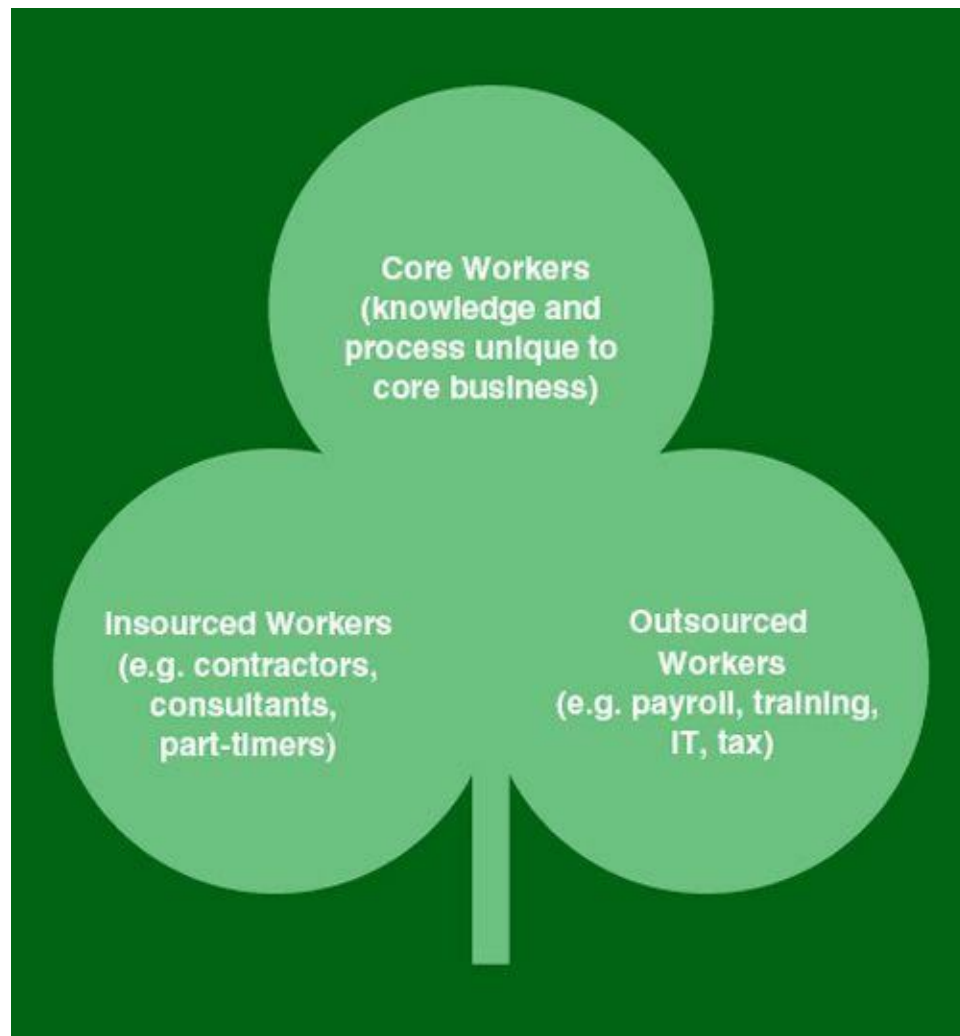 Core Workers
(knowledge and
process unique to
core business)
Insourced Workers
(e.g. contractors,
consultants,
part-timers)
Outsourced
Workers
(e.g. payroll, training,
IT, tax)